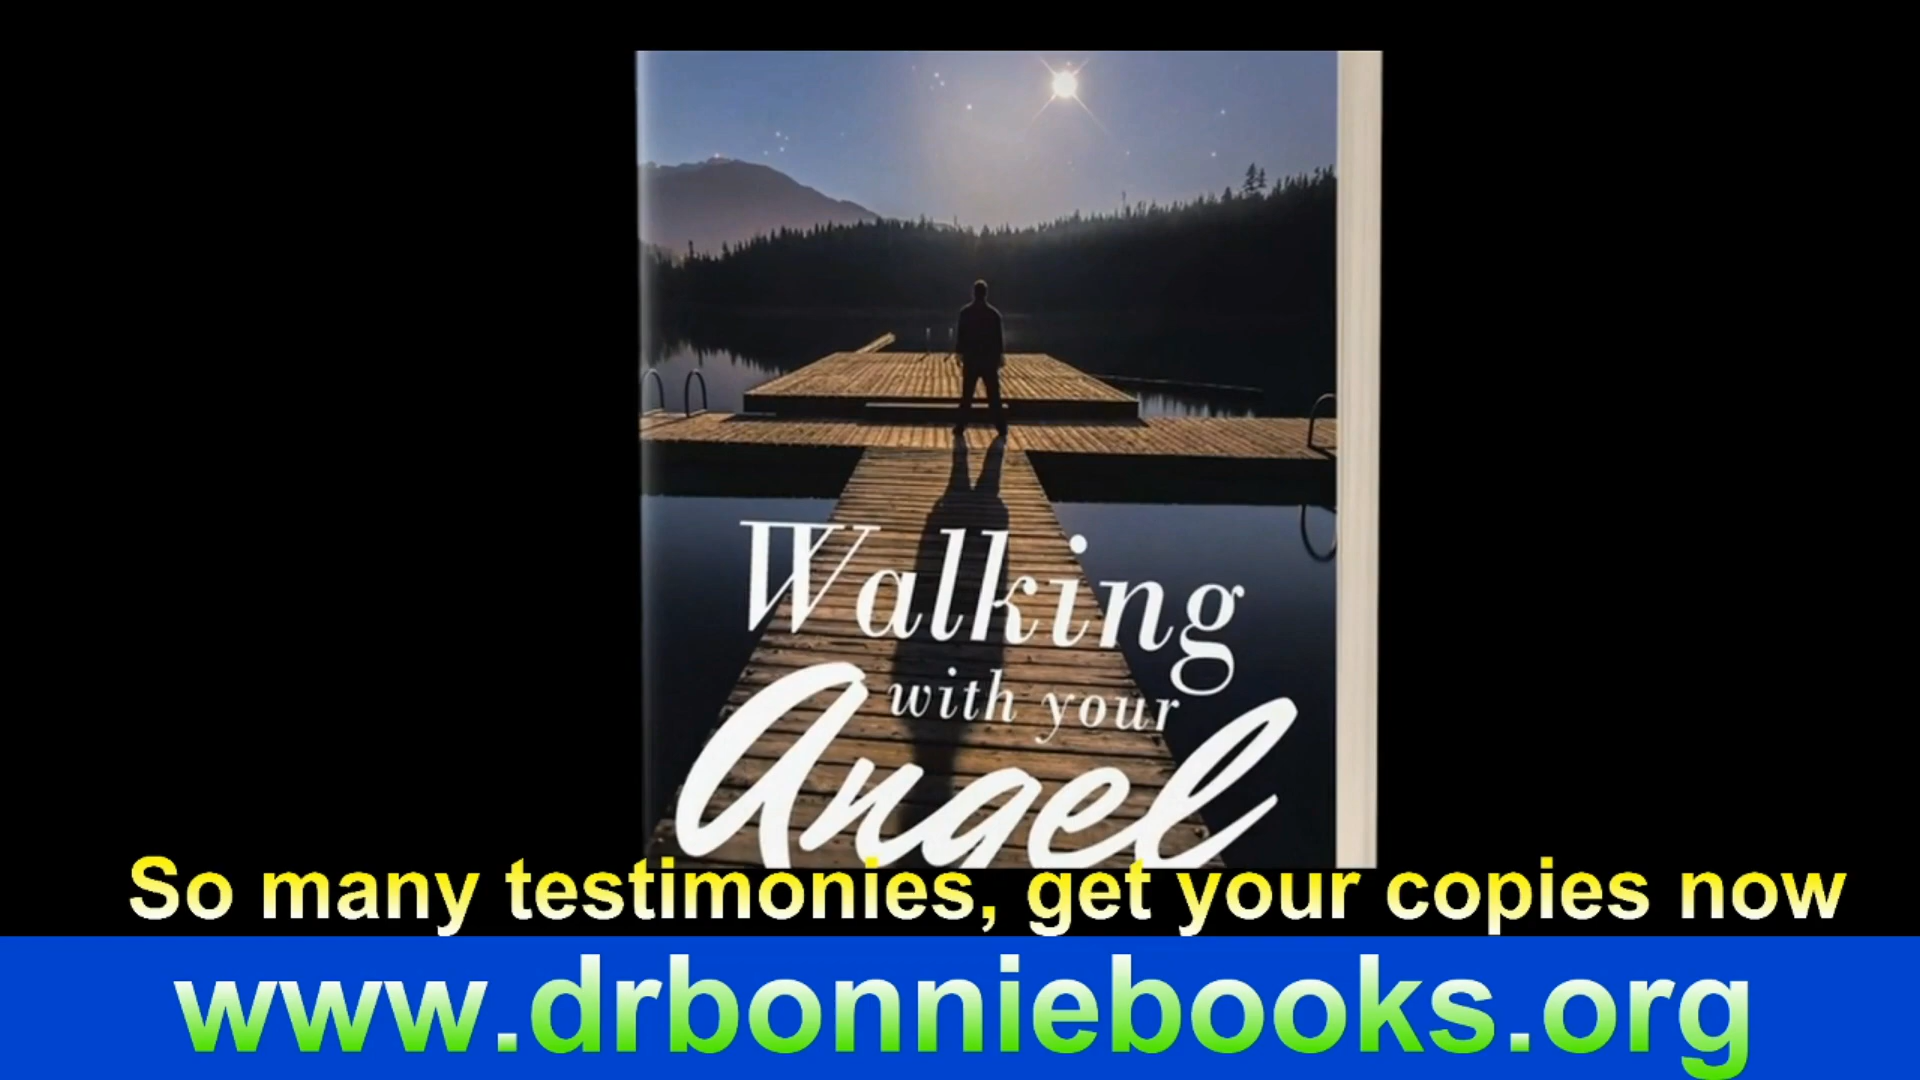 Walking
with your
Angel
So many testimonies, get your copies now
www.drbonniebooks.org